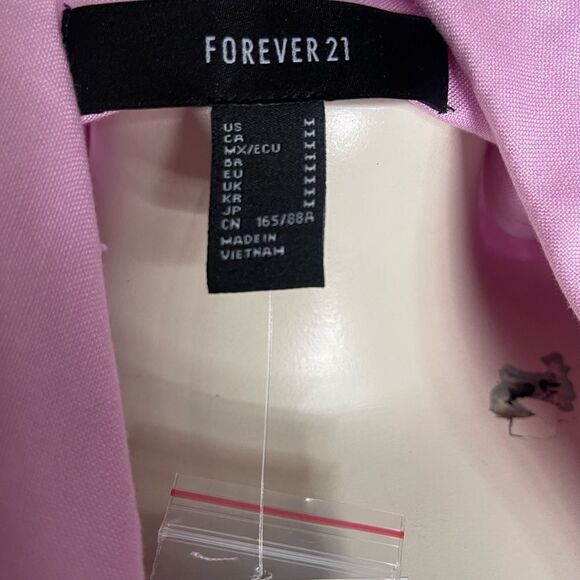 FOREVER 21
US M
CA M
MX/ECU M
BR M
EU M
UK M
KR M
JP M
CN 165/88A
MADE IN
VIETNAM